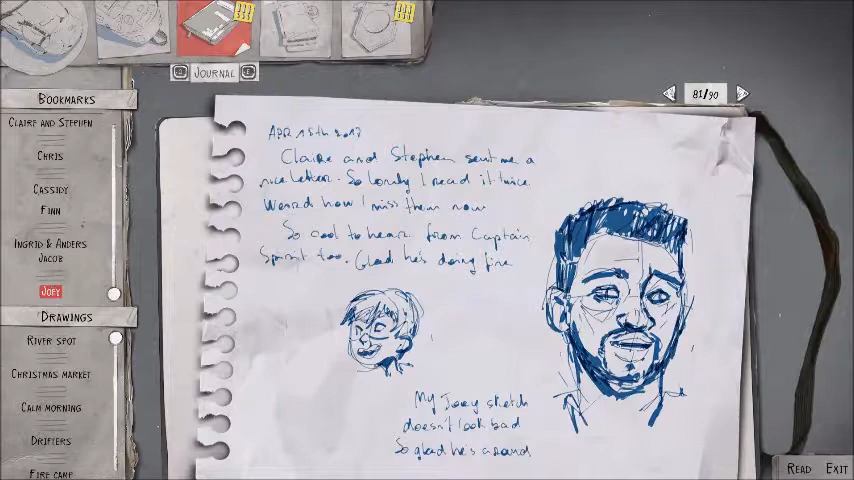 JOURNAL
BOOKMARKS
CLAIRE AND STEPHEN
CHRIS
CASSIDY
FINN
INGRID & ANDERS
JACOB
JOEY
DRAWINGS
RIVER SPOT
CHRISTMAS MARKET
CALM MORNING
DRIFTERS
FIRE CAMP
81/90
APR 15th 2017
Claire and Stephen sent me a
nice letter. So lovely I read it twice.
Weird how I miss them now
So cool to hear from Captain
Spirit too. Glad he's doing fine
My Joey sketch
doesn't look bad
So glad he's around
READ EXIT